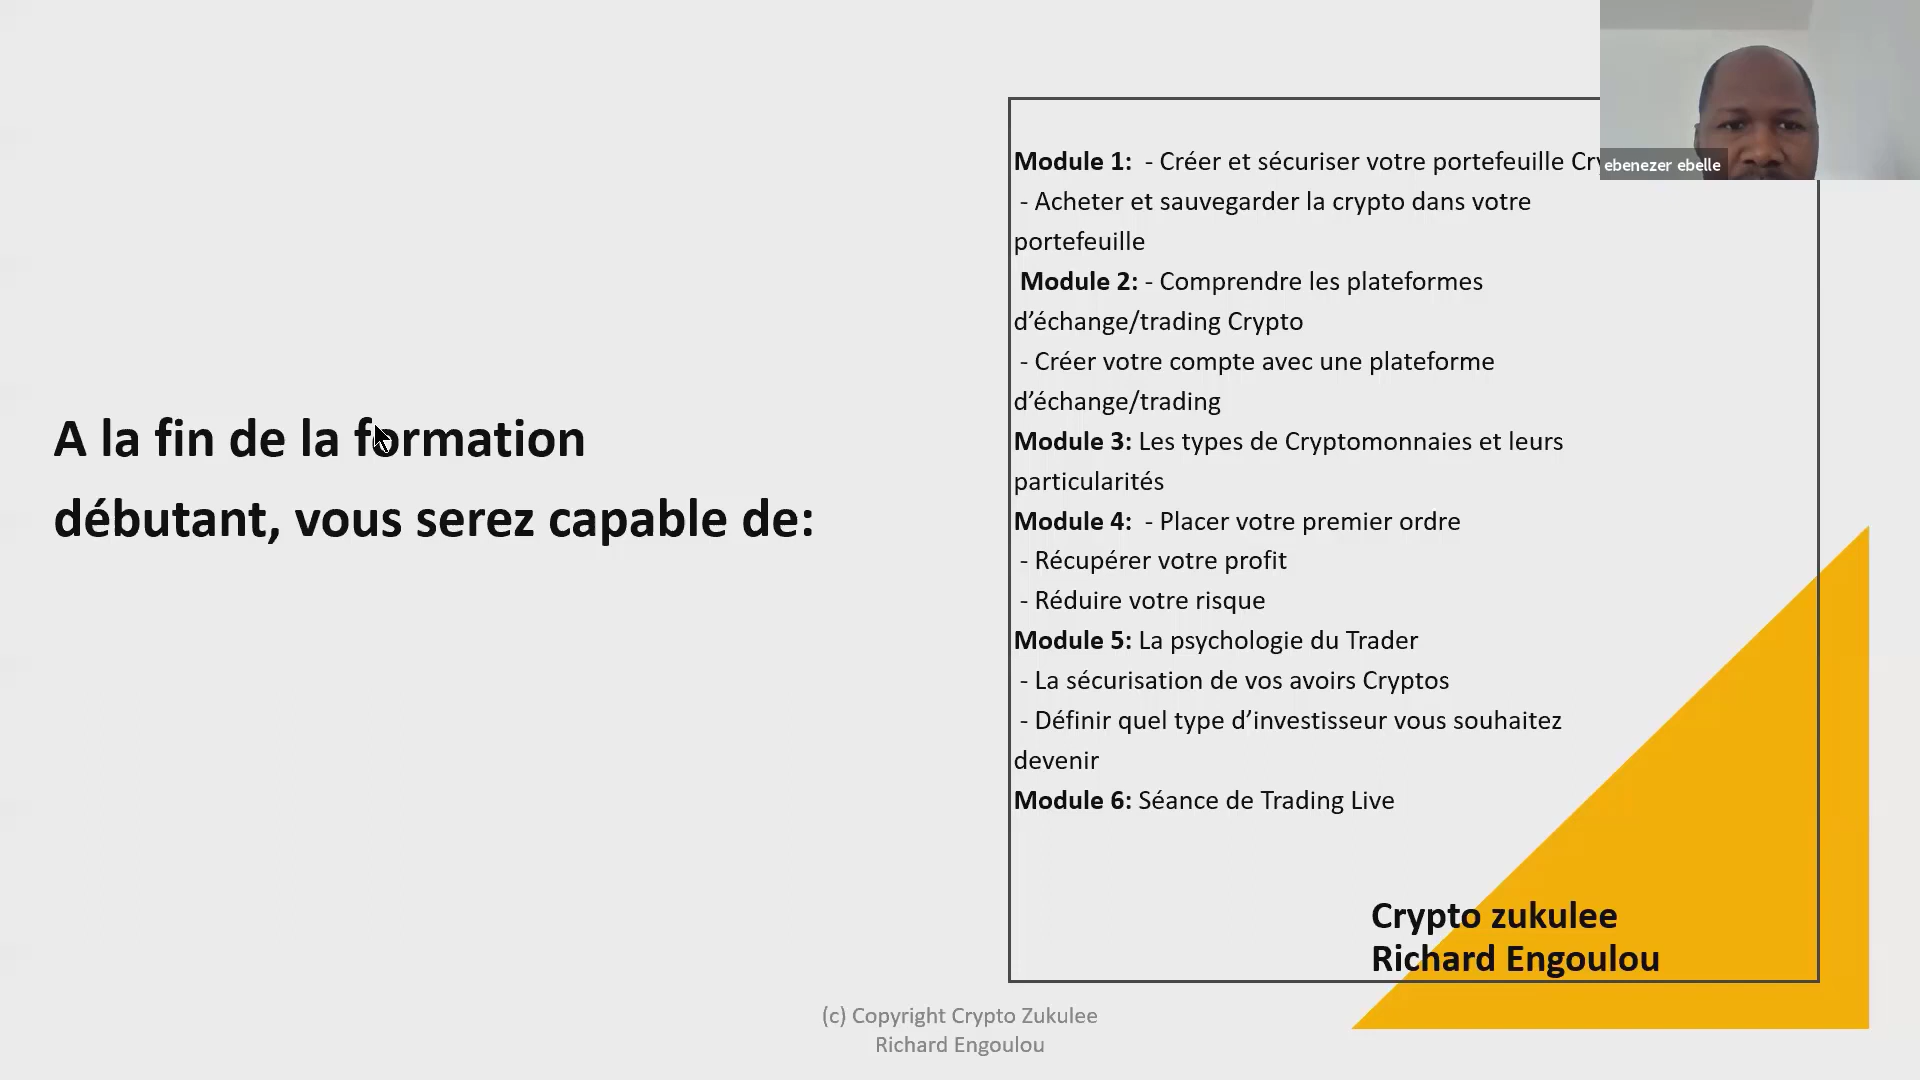 A la fin de la formation
débutant, vous serez capable de:
Module 1:  - Créer et sécuriser votre portefeuille
- Acheter et sauvegarder la crypto dans votre
portefeuille
Module 2: - Comprendre les plateformes
d’échange/trading Crypto
- Créer votre compte avec une plateforme
d’échange/trading
Module 3: Les types de Cryptomonnaies et leurs
particularités
Module 4:  - Placer votre premier ordre
- Récupérer votre profit
- Réduire votre risque
Module 5: La psychologie du Trader
- La sécurisation de vos avoirs Cryptos
- Définir quel type d’investisseur vous souhaitez
devenir
Module 6: Séance de Trading Live
Crypto zukulee
Richard Engoulou
(c) Copyright Crypto Zukulee
Richard Engoulou
ebenezer ebelle